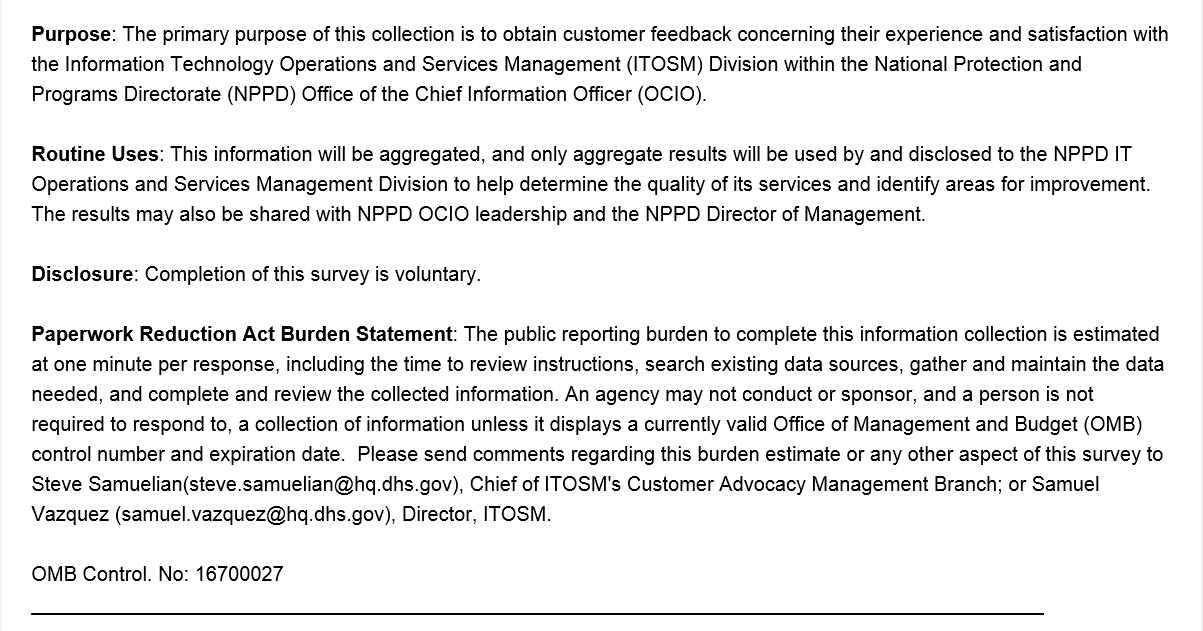 Purpose: The primary purpose of this collection is to obtain customer feedback concerning their experience and satisfaction with
the Information Technology Operations and Services Management (ITOSM) Division within the National Protection and
Programs Directorate (NPPD) Office of the Chief Information Officer (OCIO).
Routine Uses: This information will be aggregated, and only aggregate results will be used by and disclosed to the NPPD IT
Operations and Services Management Division to help determine the quality of its services and identify areas for improvement.
The results may also be shared with NPPD OCIO leadership and the NPPD Director of Management.
Disclosure: Completion of this survey is voluntary.
Paperwork Reduction Act Burden Statement: The public reporting burden to complete this information collection is estimated
at one minute per response, including the time to review instructions, search existing data sources, gather and maintain the data
needed, and complete and review the collected information. An agency may not conduct or sponsor, and a person is not
required to respond to, a collection of information unless it displays a currently valid Office of Management and Budget (OMB)
control number and expiration date.  Please send comments regarding this burden estimate or any other aspect of this survey to
Steve Samuelian(steve.samuelian@hq.dhs.gov), Chief of ITOSM's Customer Advocacy Management Branch; or Samuel
Vazquez (samuel.vazquez@hq.dhs.gov), Director, ITOSM.
OMB Control. No: 16700027